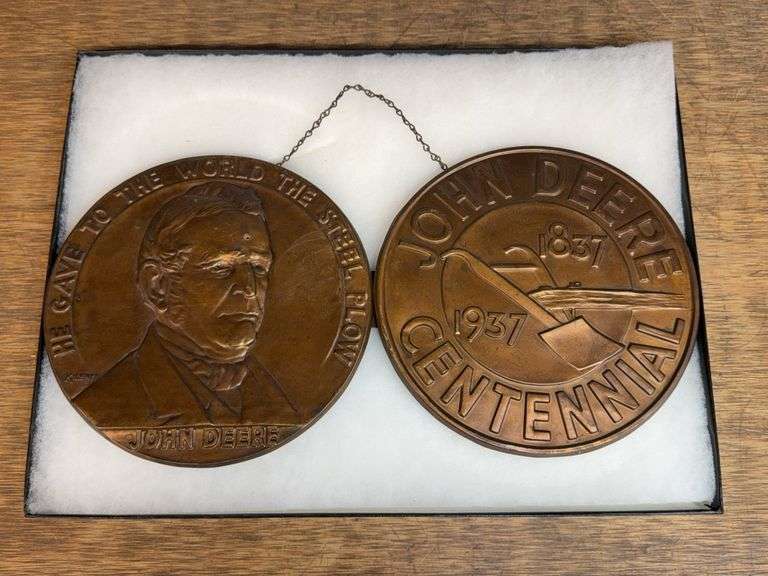 HE GAVE TO THE WORLD THE STEEL PLOW
JOHN DEERE
JOHN DEERE
1837
1937
CENTENNIAL